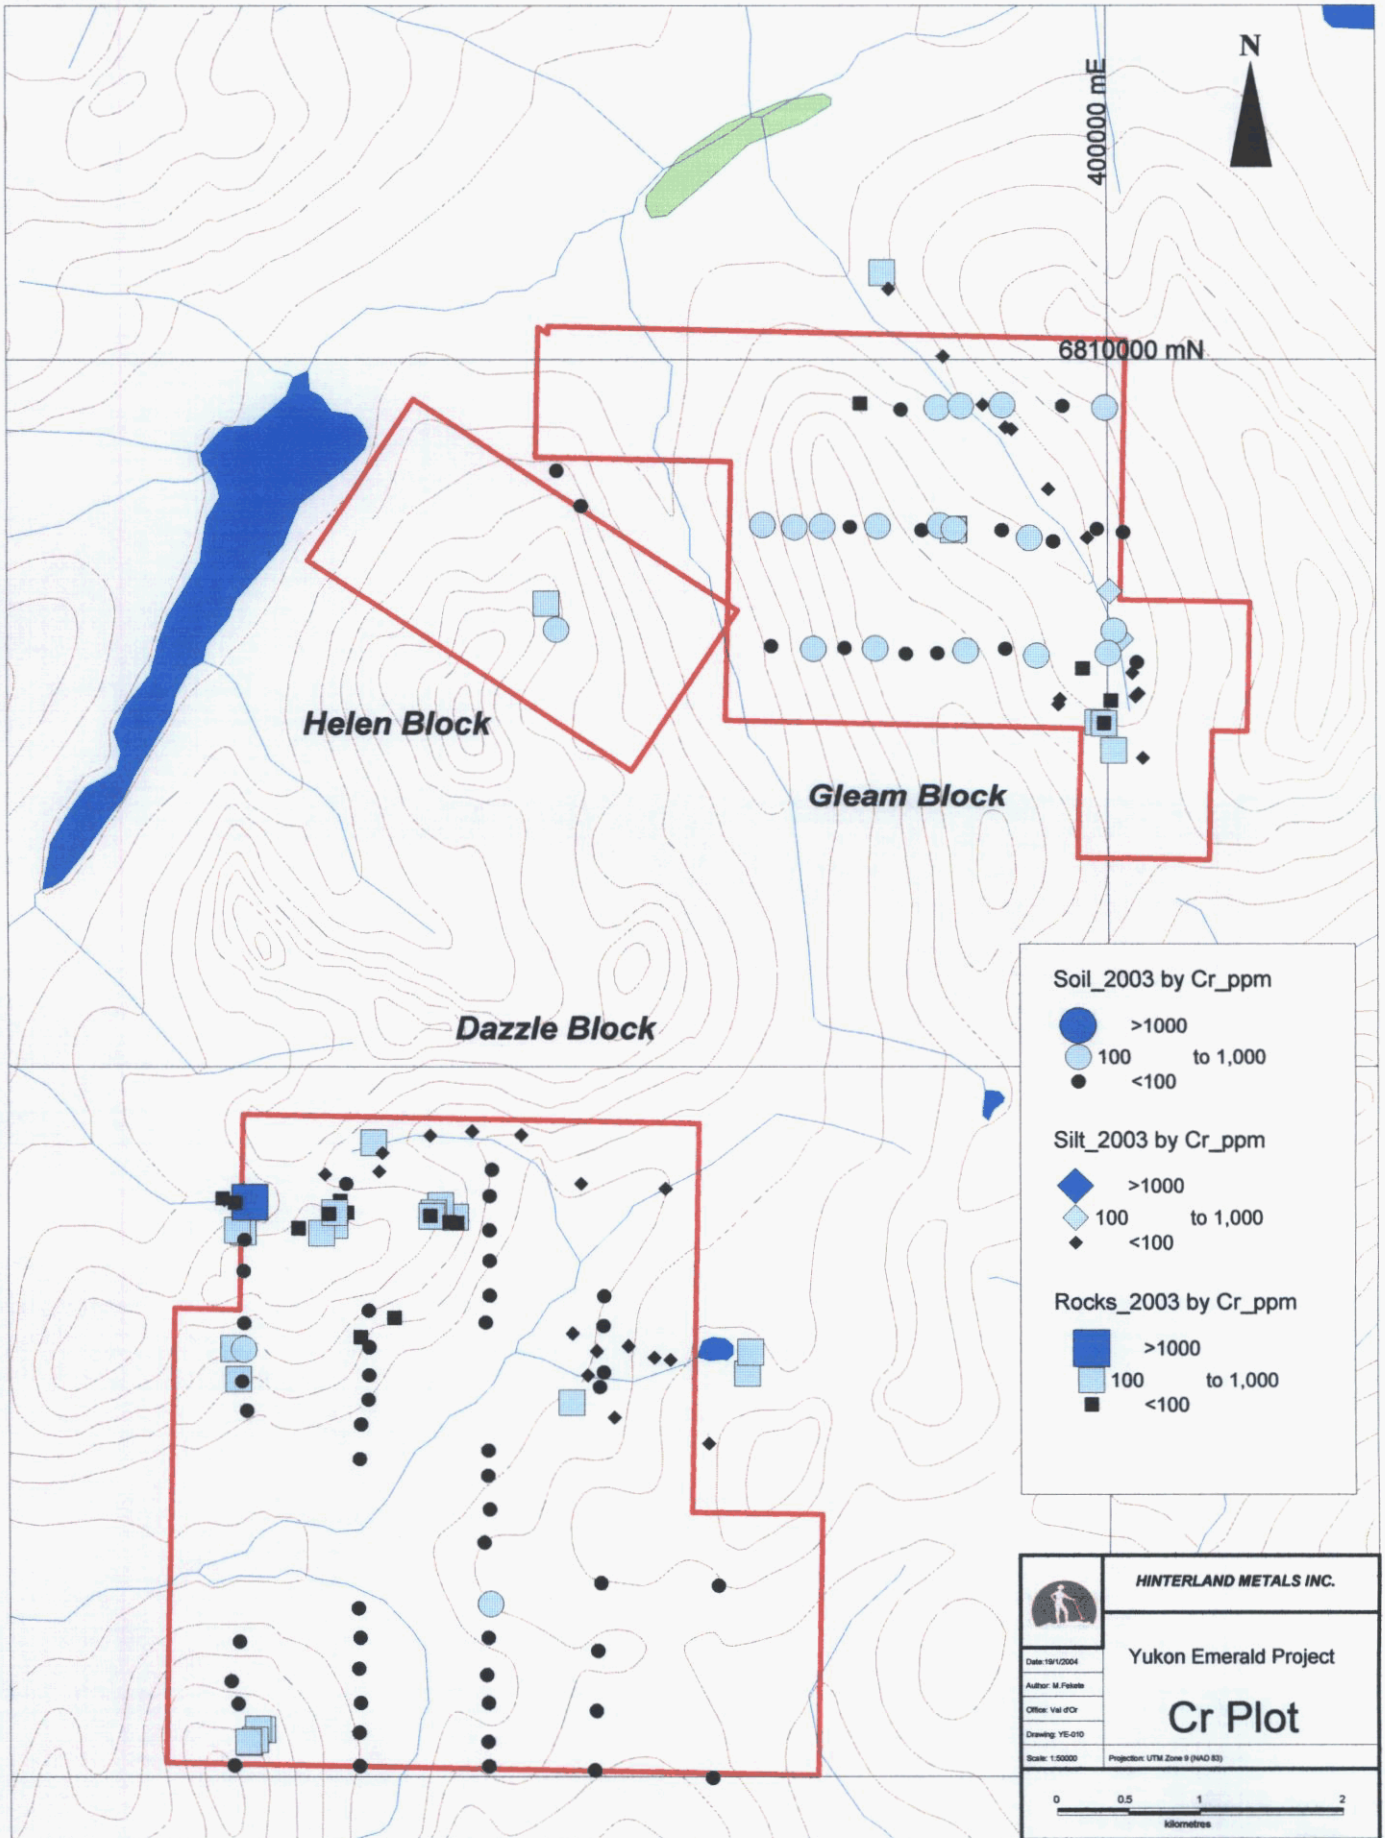 N
400000 mE
6810000 mN
Helen Block
Gleam Block
Dazzle Block
Soil_2003 by Cr_ppm
>1000
100 to 1,000
<100
Silt_2003 by Cr_ppm
>1000
100 to 1,000
<100
Rocks_2003 by Cr_ppm
>1000
100 to 1,000
<100
HINTERLAND METALS INC.
Yukon Emerald Project
Cr Plot
Date:19/1/2004
Author: M.Fekete
Office: Val d'Or
Drawing: YE-010
Scale: 1:50000
Projection: UTM Zone 9 (NAD 83)
0 0.5 1 2
kilometres